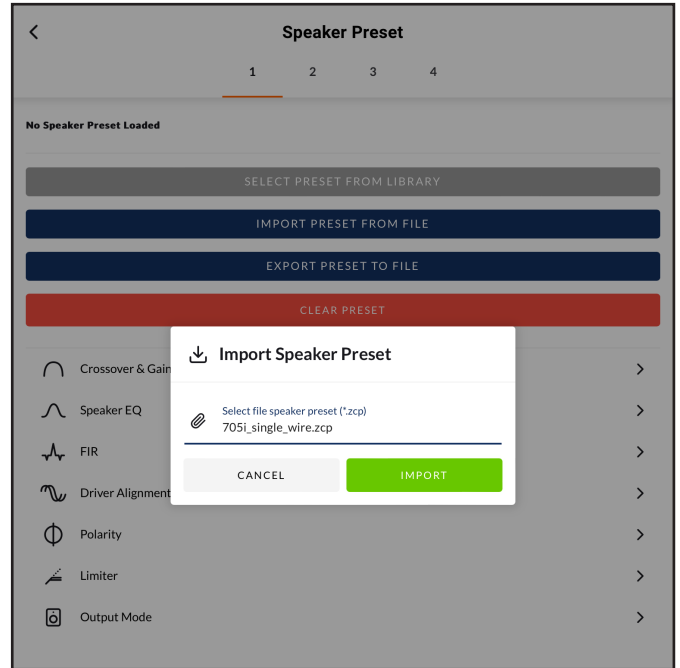 Speaker Preset
1 2 3 4
No Speaker Preset Loaded
SELECT PRESET FROM LIBRARY
IMPORT PRESET FROM FILE
EXPORT PRESET TO FILE
CLEAR PRESET
Import Speaker Preset
Select file speaker preset (*.zcp)
705i_single_wire.zcp
CANCEL IMPORT
Crossover & Gain
Speaker EQ
FIR
Driver Alignment
Polarity
Limiter
Output Mode